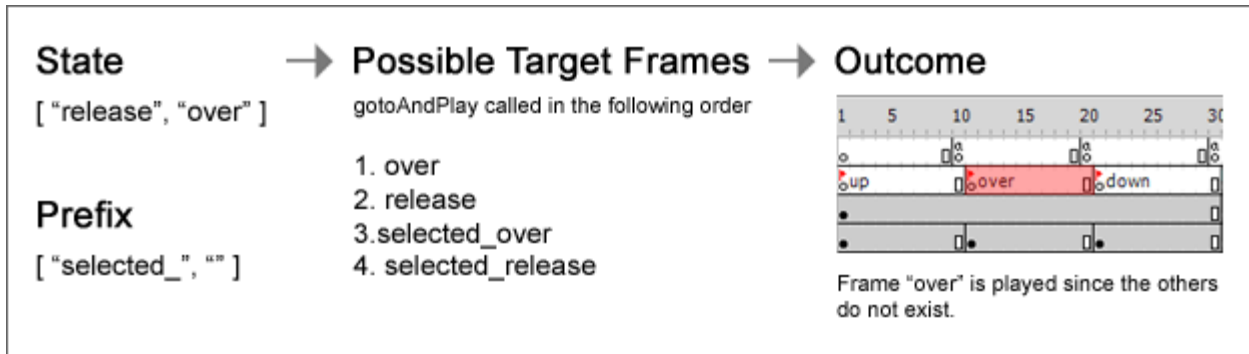 State
[ “release”, “over” ]
Prefix
[ “selected_”, “” ]
Possible Target Frames
gotoAndPlay called in the following order
1. over
2. release
3.selected_over
4. selected_release
Outcome
1 5 10 15 20 25 30
a a a
up over down
Frame “over” is played since the others
do not exist.